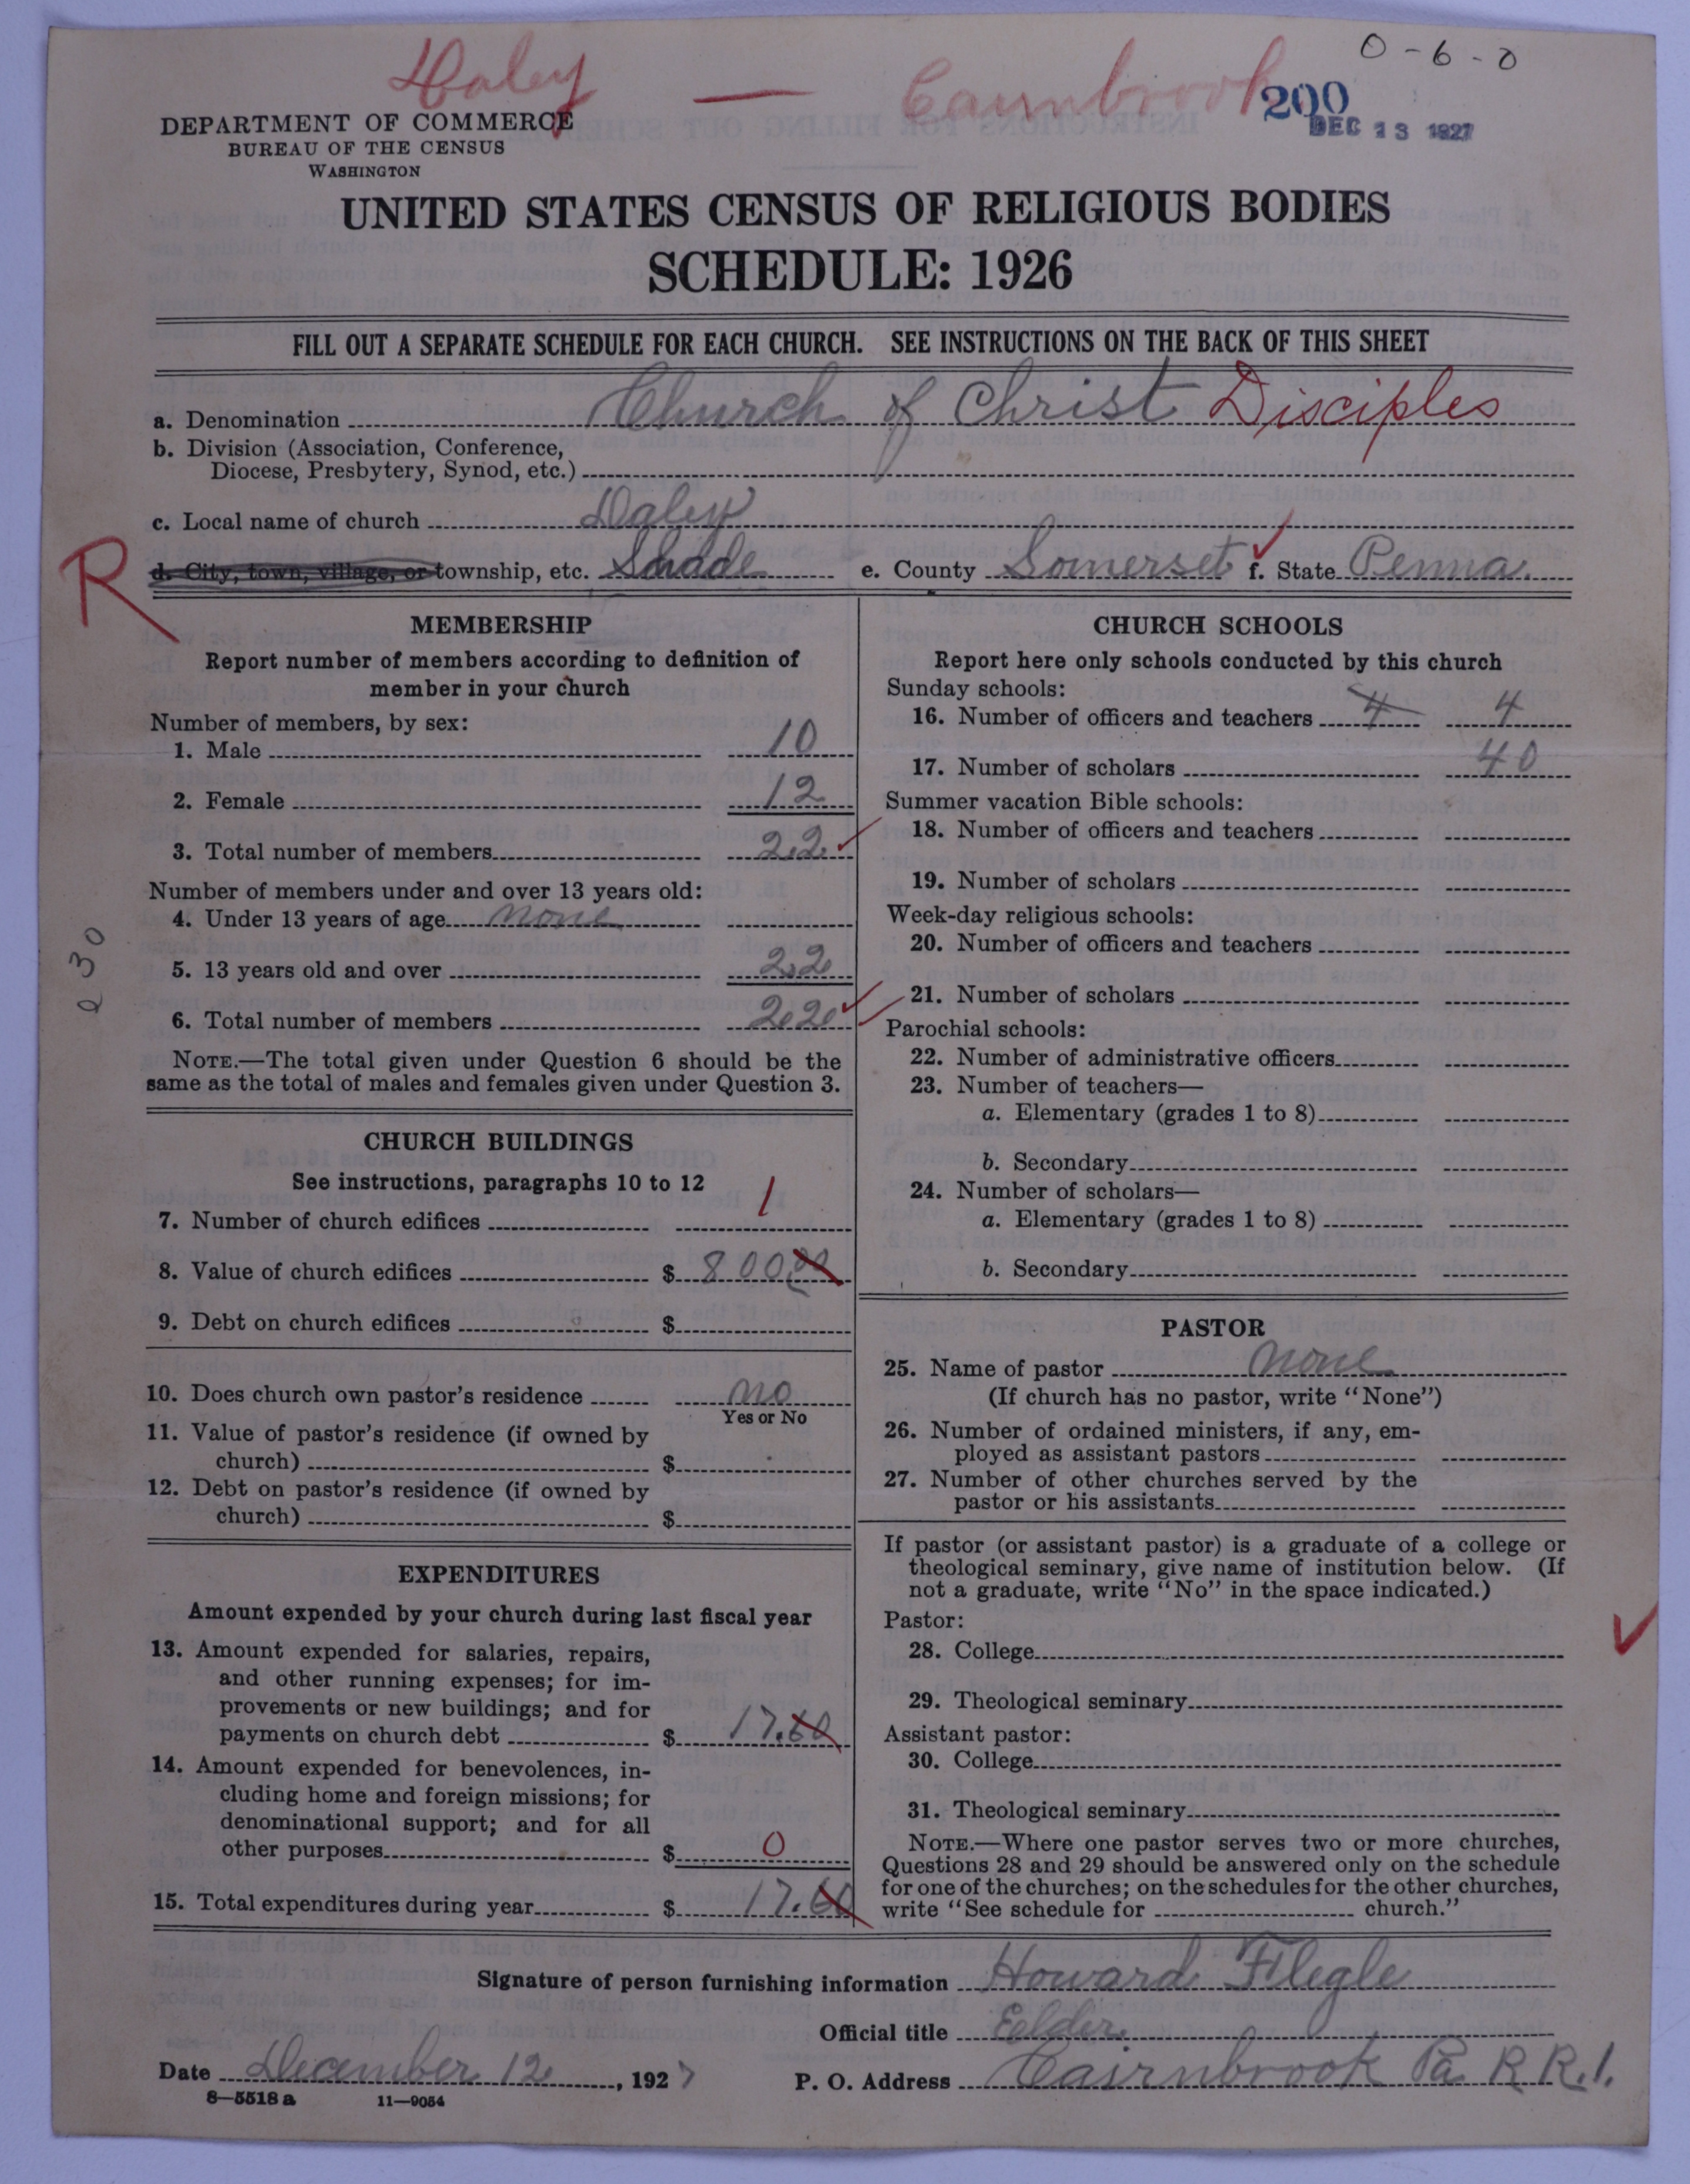 Daley — Cairnbrook
0-6-0
200
DEC 13 1927
DEPARTMENT OF COMMERCE
BUREAU OF THE CENSUS
WASHINGTON
UNITED STATES CENSUS OF RELIGIOUS BODIES
SCHEDULE: 1926
FILL OUT A SEPARATE SCHEDULE FOR EACH CHURCH. SEE INSTRUCTIONS ON THE BACK OF THIS SHEET
a. Denomination Church of Christ Disciples
b. Division (Association, Conference,
Diocese, Presbytery, Synod, etc.)
c. Local name of church Daley
R
d. City, town, village, or township, etc. Shade e. County Somerset f. State Penna.
MEMBERSHIP
Report number of members according to definition of
member in your church
Number of members, by sex:
1. Male 10
2. Female 12
3. Total number of members 22
Number of members under and over 13 years old:
4. Under 13 years of age none
5. 13 years old and over 22
6. Total number of members 22
NOTE.—The total given under Question 6 should be the
same as the total of males and females given under Question 3.
230
CHURCH BUILDINGS
See instructions, paragraphs 10 to 12
7. Number of church edifices 1
8. Value of church edifices $ 800.00
9. Debt on church edifices $
10. Does church own pastor's residence no
Yes or No
11. Value of pastor's residence (if owned by
church) $
12. Debt on pastor's residence (if owned by
church) $
EXPENDITURES
Amount expended by your church during last fiscal year
13. Amount expended for salaries, repairs,
and other running expenses; for im-
provements or new buildings; and for
payments on church debt $ 17.60
14. Amount expended for benevolences, in-
cluding home and foreign missions; for
denominational support; and for all
other purposes $ 0
15. Total expenditures during year $ 17.60
CHURCH SCHOOLS
Report here only schools conducted by this church
Sunday schools:
16. Number of officers and teachers 4 4
17. Number of scholars 40
Summer vacation Bible schools:
18. Number of officers and teachers
19. Number of scholars
Week-day religious schools:
20. Number of officers and teachers
21. Number of scholars
Parochial schools:
22. Number of administrative officers
23. Number of teachers—
a. Elementary (grades 1 to 8)
b. Secondary
24. Number of scholars—
a. Elementary (grades 1 to 8)
b. Secondary
PASTOR
25. Name of pastor None
(If church has no pastor, write "None")
26. Number of ordained ministers, if any, em-
ployed as assistant pastors
27. Number of other churches served by the
pastor or his assistants
If pastor (or assistant pastor) is a graduate of a college or
theological seminary, give name of institution below. (If
not a graduate, write "No" in the space indicated.)
Pastor:
28. College
29. Theological seminary
Assistant pastor:
30. College
31. Theological seminary
NOTE.—Where one pastor serves two or more churches,
Questions 28 and 29 should be answered only on the schedule
for one of the churches; on the schedules for the other churches,
write "See schedule for church."
Signature of person furnishing information Howard Flegle
Official title Eelder
Date December 12, 1927 P. O. Address Cairnbrook Pa R R. 1.
8—5518 a 11—9054